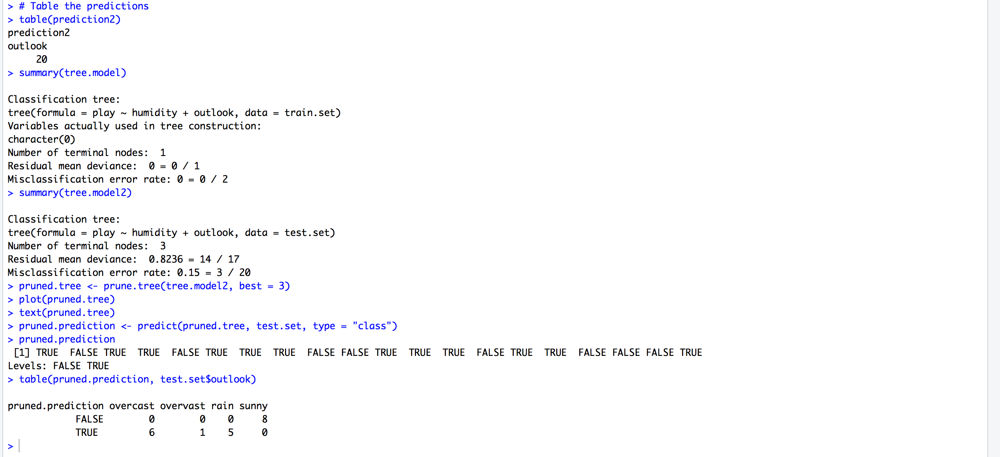 > # Table the predictions
> table(prediction2)
prediction2
outlook
     20
> summary(tree.model)

Classification tree:
tree(formula = play ~ humidity + outlook, data = train.set)
Variables actually used in tree construction:
character(0)
Number of terminal nodes:  1
Residual mean deviance:  0 = 0 / 1
Misclassification error rate: 0 = 0 / 2
> summary(tree.model2)

Classification tree:
tree(formula = play ~ humidity + outlook, data = test.set)
Number of terminal nodes:  3
Residual mean deviance:  0.8236 = 14 / 17
Misclassification error rate: 0.15 = 3 / 20
> pruned.tree <- prune.tree(tree.model2, best = 3)
> plot(pruned.tree)
> text(pruned.tree)
> pruned.prediction <- predict(pruned.tree, test.set, type = "class")
> pruned.prediction
 [1] TRUE  FALSE TRUE  TRUE  FALSE TRUE  TRUE  TRUE  FALSE FALSE TRUE  TRUE  TRUE  FALSE TRUE  TRUE  FALSE FALSE FALSE TRUE
Levels: FALSE TRUE
> table(pruned.prediction, test.set$outlook)

pruned.prediction overcast overvast rain sunny
            FALSE        0        0    0     8
            TRUE         6        1    5     0
>